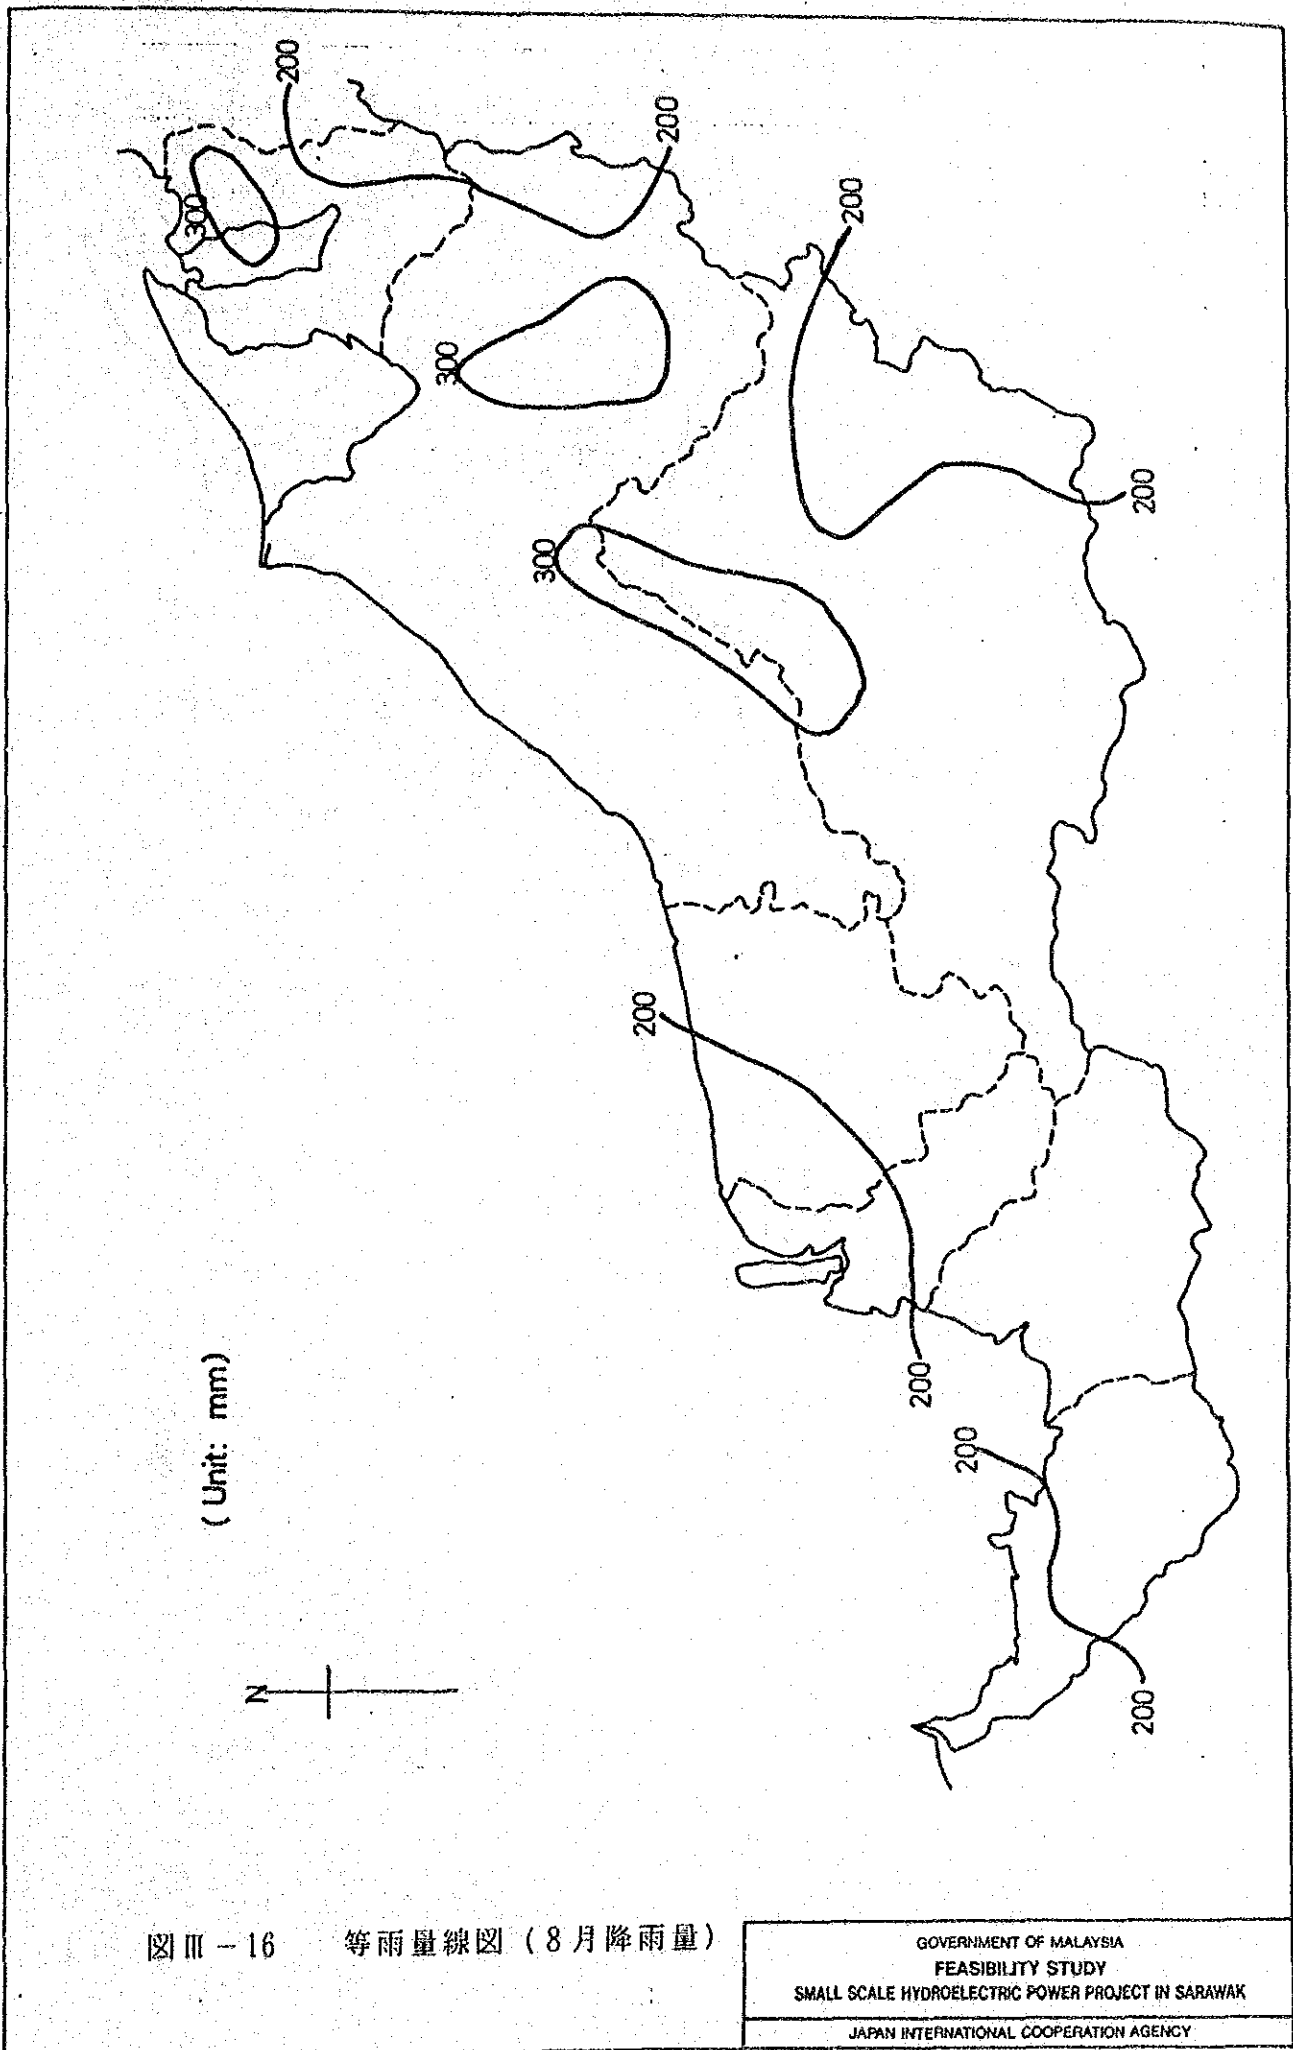 200
200
300
200
300
200
300
200
200
200
200
(Unit: mm)
N
図Ⅲ-16 等雨量線図 (8月降雨量)
GOVERNMENT OF MALAYSIA
FEASIBILITY STUDY
SMALL SCALE HYDROELECTRIC POWER PROJECT IN SARAWAK
JAPAN INTERNATIONAL COOPERATION AGENCY